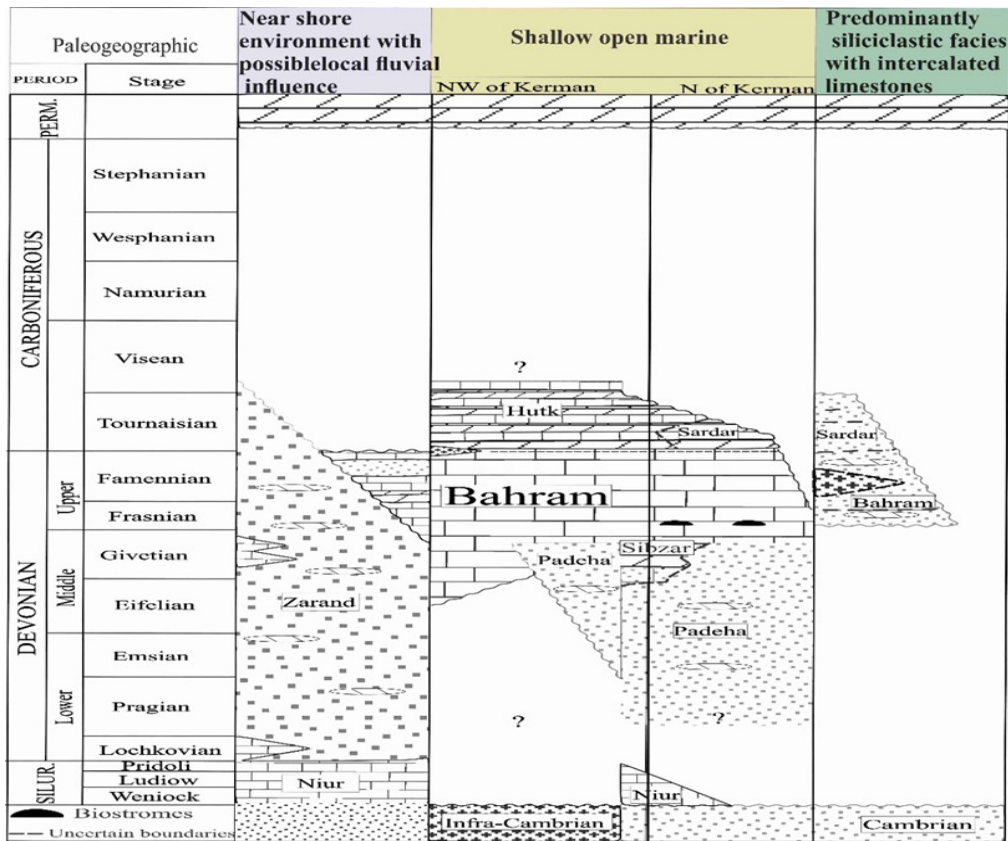 Paleogeographic
PERIOD
Stage
Near shore
environment with
possiblelocal fluvial
influence
Shallow open marine
NW of Kerman
N of Kerman
Predominantly
siliciclastic facies
with intercalated
limestones
PERM.
CARBONIFEROUS
Stephanian
Wesphanian
Namurian
Visean
Tournaisian
DEVONIAN
Upper
Famennian
Frasnian
Middle
Givetian
Eifelian
Lower
Emsian
Pragian
Lochkovian
SILUR.
Pridoli
Ludiow
Weniock
Biostromes
Uncertain boundaries
Zarand
Niur
?
Hutk
Sardar
Bahram
Padeha
Sibzar
Padeha
?
?
Niur
Infra-Cambrian
Sardar
Bahram
Cambrian